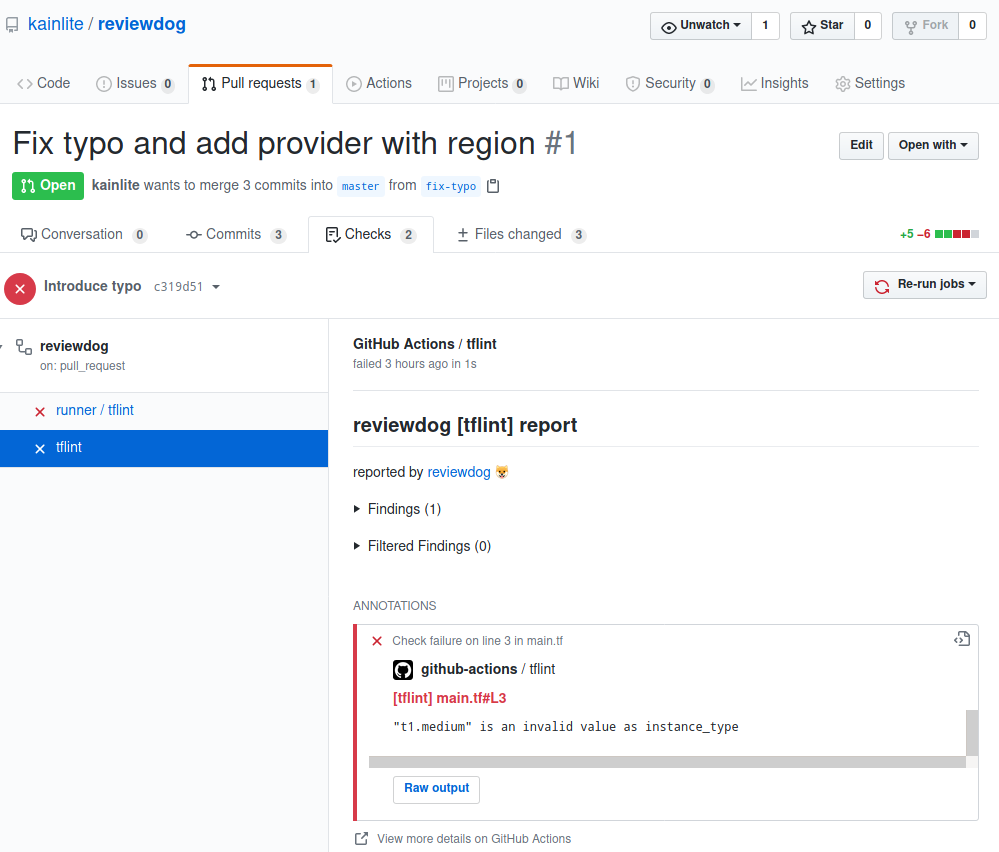 kainlite / reviewdog
Unwatch 1 Star 0 Fork 0
Code Issues 0 Pull requests 1 Actions Projects 0 Wiki Security 0 Insights Settings
Fix typo and add provider with region #1
Edit Open with
Open kainlite wants to merge 3 commits into master from fix-typo
Conversation 0 Commits 3 Checks 2 Files changed 3 +5 −6
Introduce typo c319d51
Re-run jobs
reviewdog
on: pull_request
runner / tflint
tflint
GitHub Actions / tflint
failed 3 hours ago in 1s
reviewdog [tflint] report
reported by reviewdog 🐶
Findings (1)
Filtered Findings (0)
ANNOTATIONS
Check failure on line 3 in main.tf
github-actions / tflint
[tflint] main.tf#L3
"t1.medium" is an invalid value as instance_type
Raw output
View more details on GitHub Actions